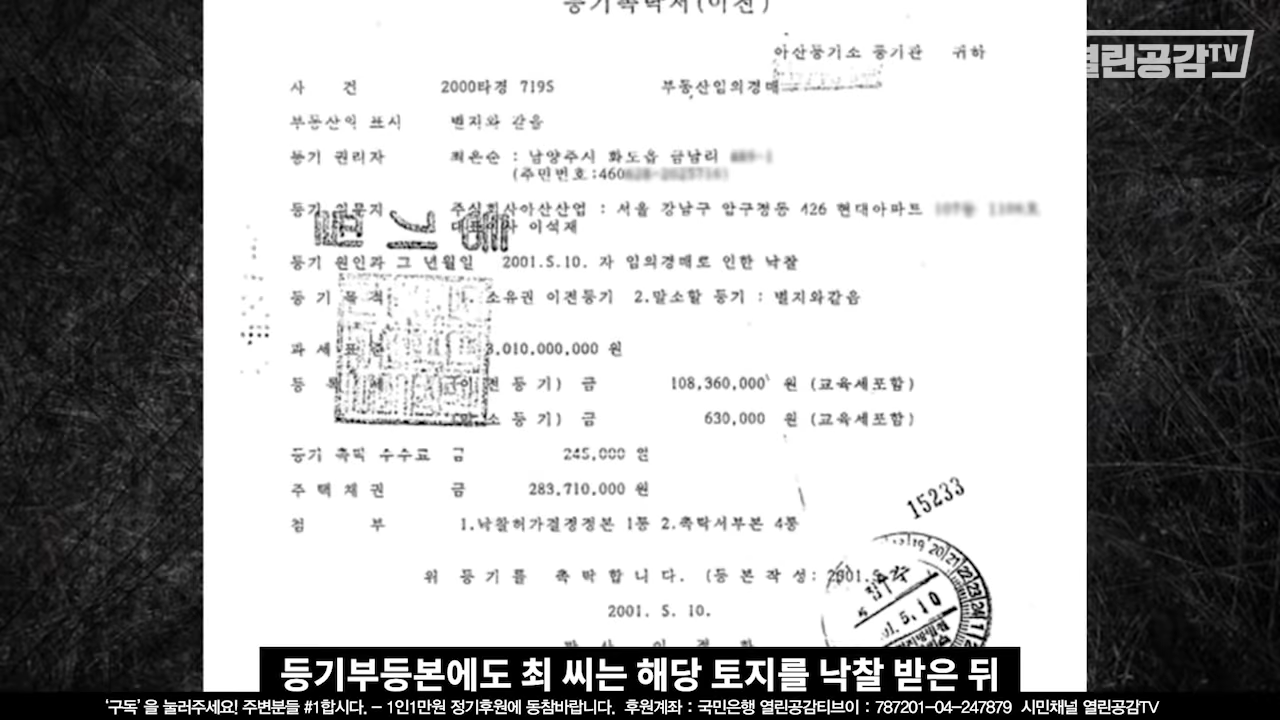 등기촉탁서(이전)
아산등기소 등기관 귀하
열린공감TV
사 건 2000타경 7195 부동산임의경매
부동산의 표시 별지와 같음
등기 권리자 최은순 : 남양주시 화도읍 금남리
(주민번호:460
등기 의무자 주식회사아산산업 : 서울 강남구 압구정동 426 현대아파트
대표이사 이석재
등기 원인과 그 년월일 2001.5.10. 자 임의경매로 인한 낙찰
등 기 목 적 1. 소유권 이전등기 2.말소할 등기 : 별지와같음
과 세 표 준 3,010,000,000 원
등 록 세 (이 전 등 기) 금 108,360,000 원 (교육세포함)
(말 소 등 기) 금 630,000 원 (교육세포함)
등기 촉탁 수수료 금 245,000 원
주 택 채 권 금 283,710,000 원
첨 부 1.낙찰허가결정정본 1통 2.촉탁서부본 4통
15233
위 등 기 를 촉 탁 합 니 다. (등 본 작 성: 2001.
2001. 5. 10.
등기부등본에도 최 씨는 해당 토지를 낙찰 받은 뒤
‘구독’ 을 눌러주세요! 주변분들 #1합시다. – 1인1만원 정기후원에 동참바랍니다. 후원계좌 : 국민은행 열린공감티브이 : 787201-04-247879 시민채널 열린공감TV